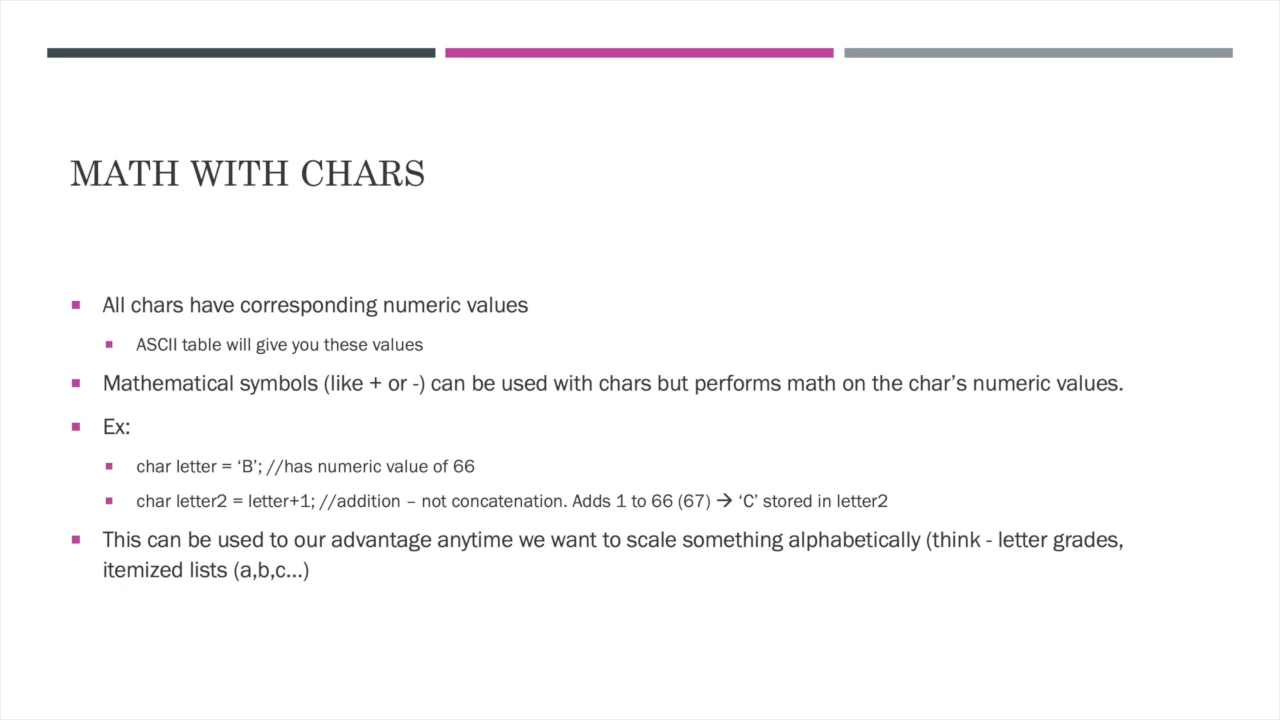 MATH WITH CHARS
All chars have corresponding numeric values
ASCII table will give you these values
Mathematical symbols (like + or -) can be used with chars but performs math on the char’s numeric values.
Ex:
char letter = ‘B’; //has numeric value of 66
char letter2 = letter+1; //addition – not concatenation. Adds 1 to 66 (67) → ‘C’ stored in letter2
This can be used to our advantage anytime we want to scale something alphabetically (think - letter grades,
itemized lists (a,b,c…)